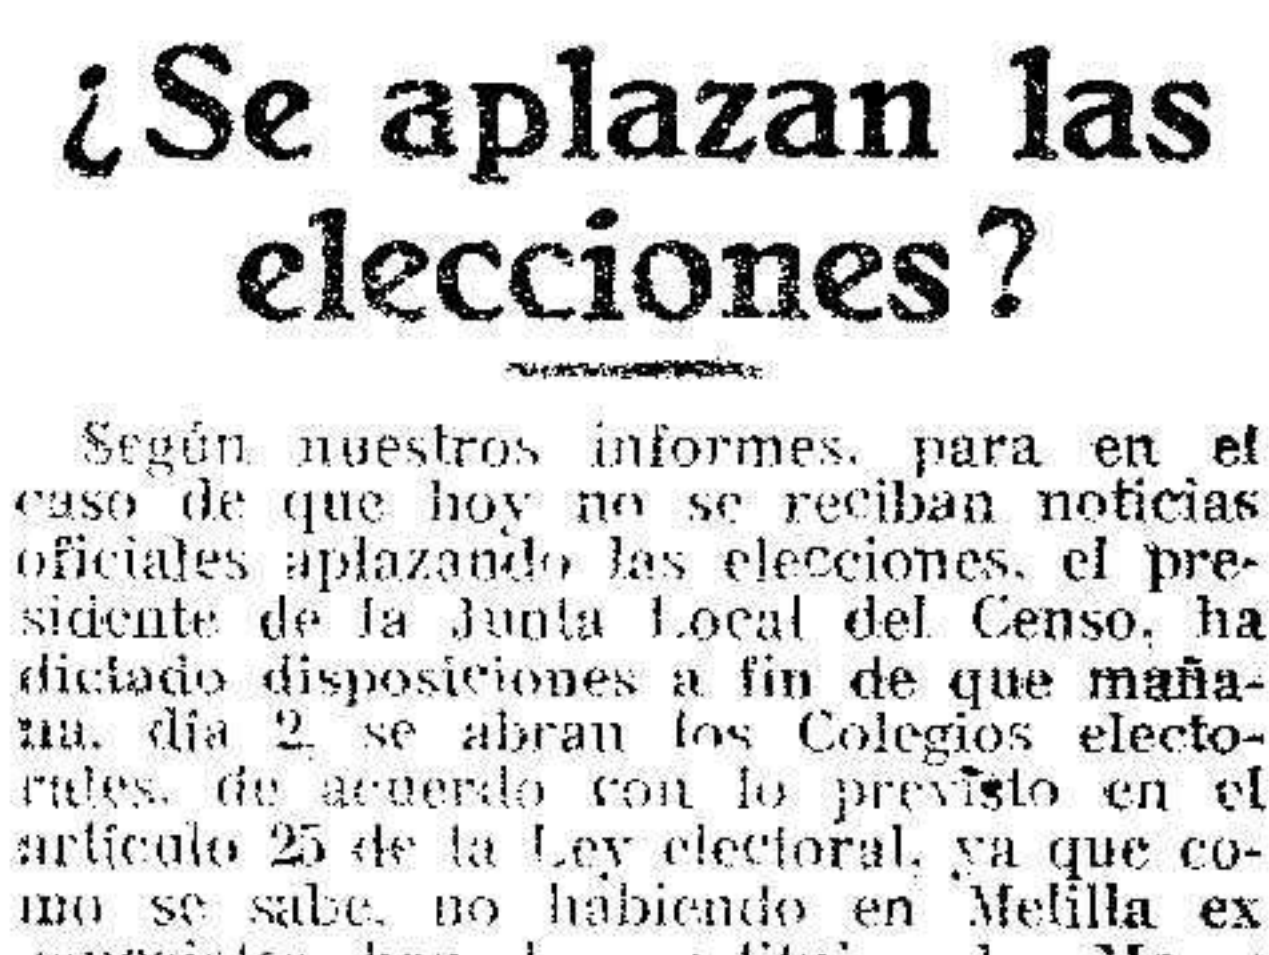 ¿Se aplazan las
elecciones?
Según nuestros informes, para en el
caso de que hoy no se reciban noticias
oficiales aplazando las elecciones, el pre-
sidente de la Junta Local del Censo, ha
dictado disposiciones a fin de que maña-
na, día 2, se abran los Colegios electo-
rales, de acuerdo con lo previsto en el
artículo 25 de la Ley electoral, ya que co-
mo se sabe, no habiendo en Melilla ex